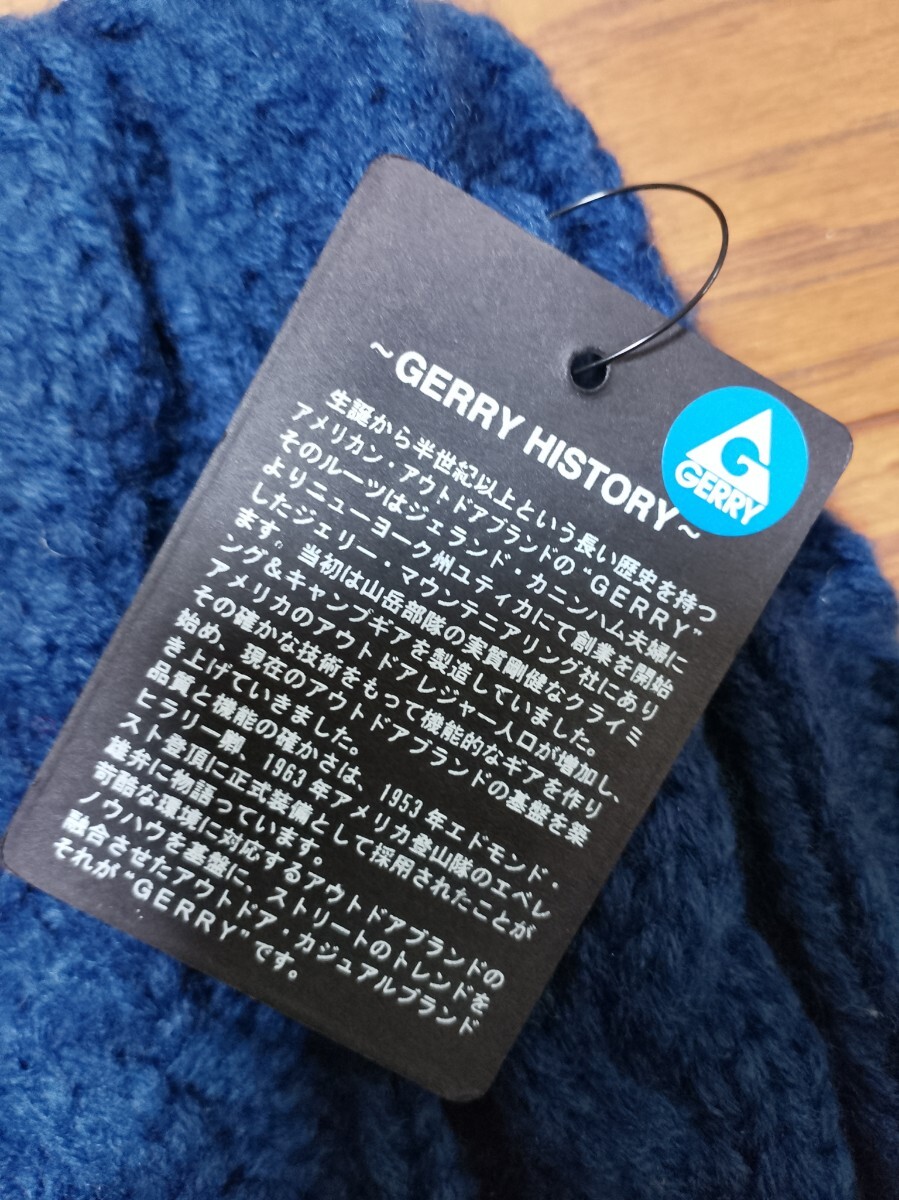 ~GERRY HISTORY~
GERRY
生誕から半世紀以上という長い歴史を持つ
アメリカン・アウトドアブランドの“GERRY”
そのルーツはジェランド・カニンハム夫婦に
よりニューヨーク州ユティカにて創業を開始
したジェリー・マウンテニアリング社にあり
ます。当初は山岳部隊の実質剛健なクライミ
ング&キャンプギアを製造していました。
アメリカのアウトドアレジャー人口が増加し、
その確かな技術をもって機能的なギアを作り
始め、現在のアウトドアブランドの基盤を築
き上げていきました。
品質と機能の確かさは、1953年エドモンド・
ヒラリー卿、1963年アメリカ登山隊のエベレ
スト登頂に正式装備として採用されたことが
雄弁に物語っています。
苛酷な環境に対応するアウトドアブランドの
ノウハウを基盤に、ストリートのトレンドを
融合させたアウトドア・カジュアルブランド
それが“GERRY”です。